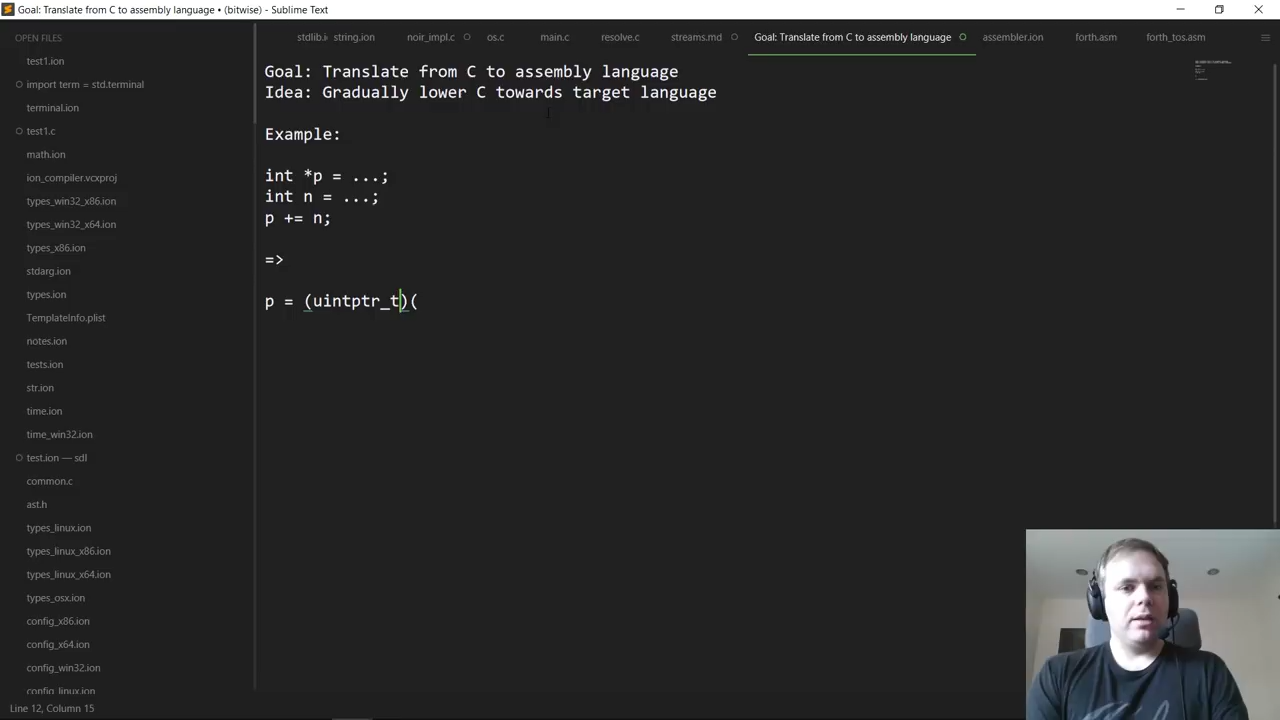 Goal: Translate from C to assembly language • (bitwise) - Sublime Text
OPEN FILES
test1.ion
import term = std.terminal
terminal.ion
test1.c
math.ion
ion_compiler.vcxproj
types_win32_x86.ion
types_win32_x64.ion
types_x86.ion
stdarg.ion
types.ion
TemplateInfo.plist
notes.ion
tests.ion
str.ion
time.ion
time_win32.ion
test.ion — sdl
common.c
ast.h
types_linux.ion
types_linux_x86.ion
types_linux_x64.ion
types_osx.ion
config_x86.ion
config_x64.ion
config_win32.ion
config_linux.ion
stdlib.i string.ion noir_impl.c os.c main.c resolve.c streams.md Goal: Translate from C to assembly language assembler.ion forth.asm forth_tos.asm
Goal: Translate from C to assembly language
Idea: Gradually lower C towards target language
Example:
int *p = ...;
int n = ...;
p += n;
=>
p = (uintptr_t)(
Line 12, Column 15